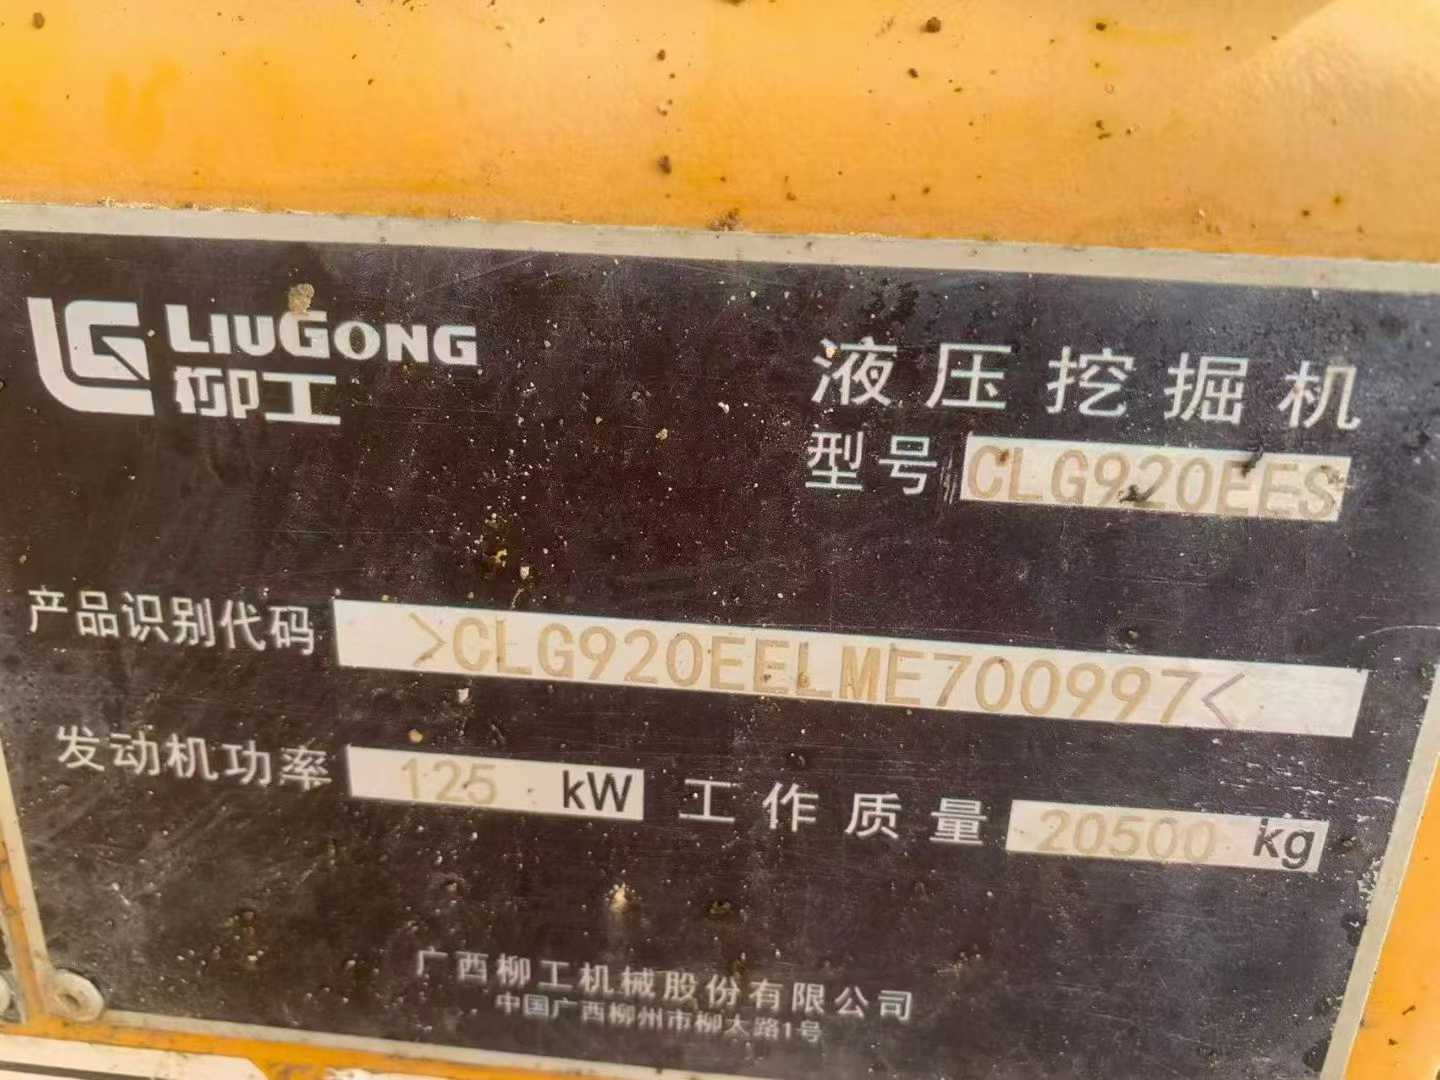 LIUGONG
柳工
液压挖掘机
型号 CLG920EES
产品识别代码 >CLG920EELME700997<
发动机功率 125 kW 工作质量 20500 kg
广西柳工机械股份有限公司
中国广西柳州市柳太路1号